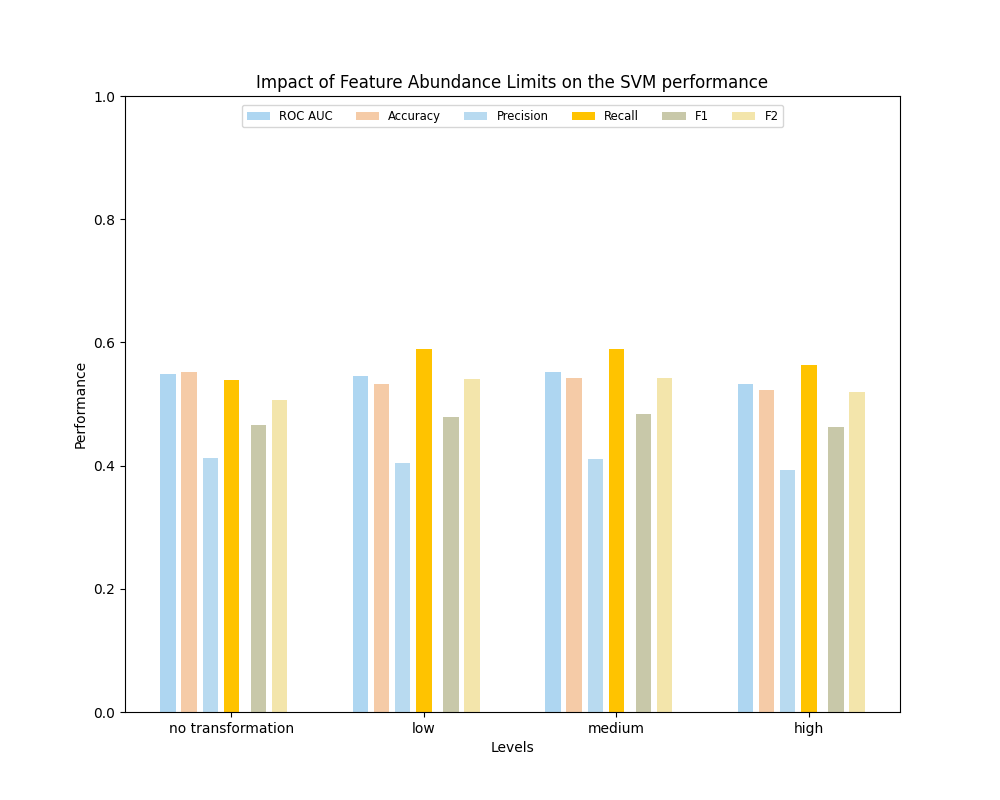 Impact of Feature Abundance Limits on the SVM performance
ROC AUC Accuracy Precision Recall F1 F2
1.0
0.8
0.6
0.4
0.2
0.0
Performance
no transformation low medium high
Levels